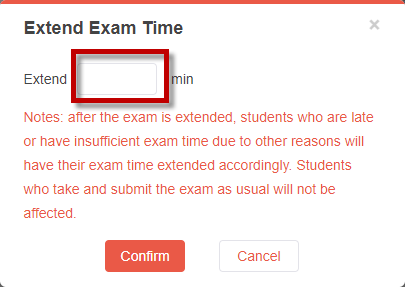 Extend Exam Time
×
Extend min
Notes: after the exam is extended, students who are late
or have insufficient exam time due to other reasons will
have their exam time extended accordingly. Students
who take and submit the exam as usual will not be
affected.
Confirm Cancel